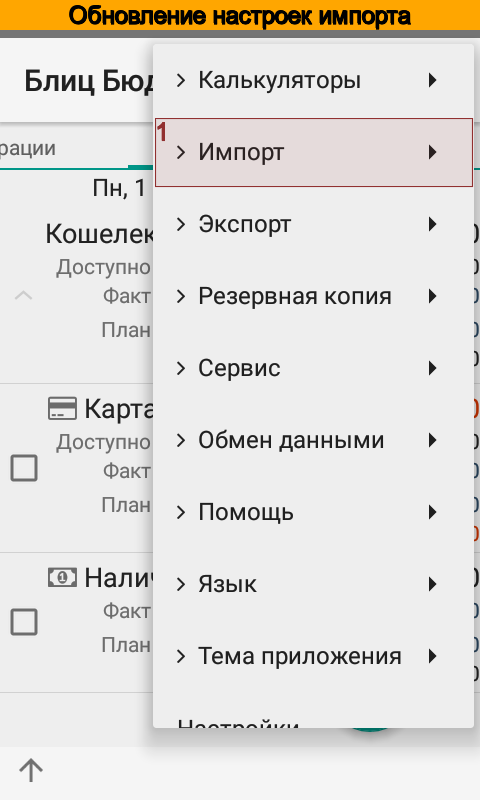 Обновление настроек импорта
Блиц Бюд
рации
Пн, 1
Кошелек
Доступно
Факт
План
Карта
Доступно
Факт
План
Налич
Факт
План
> Калькуляторы
1
> Импорт
> Экспорт
> Резервная копия
> Сервис
> Обмен данными
> Помощь
> Язык
> Тема приложения
Настройки